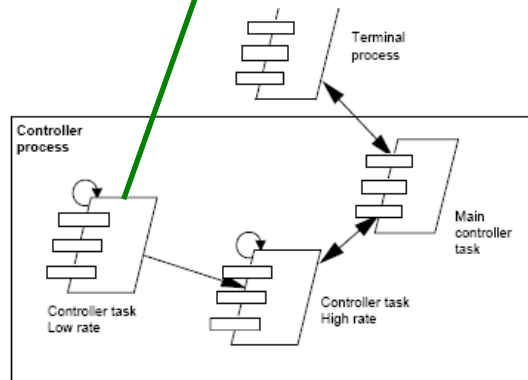 Terminal
process
Controller
process
Main
controller
task
Controller task
Low rate
Controller task
High rate